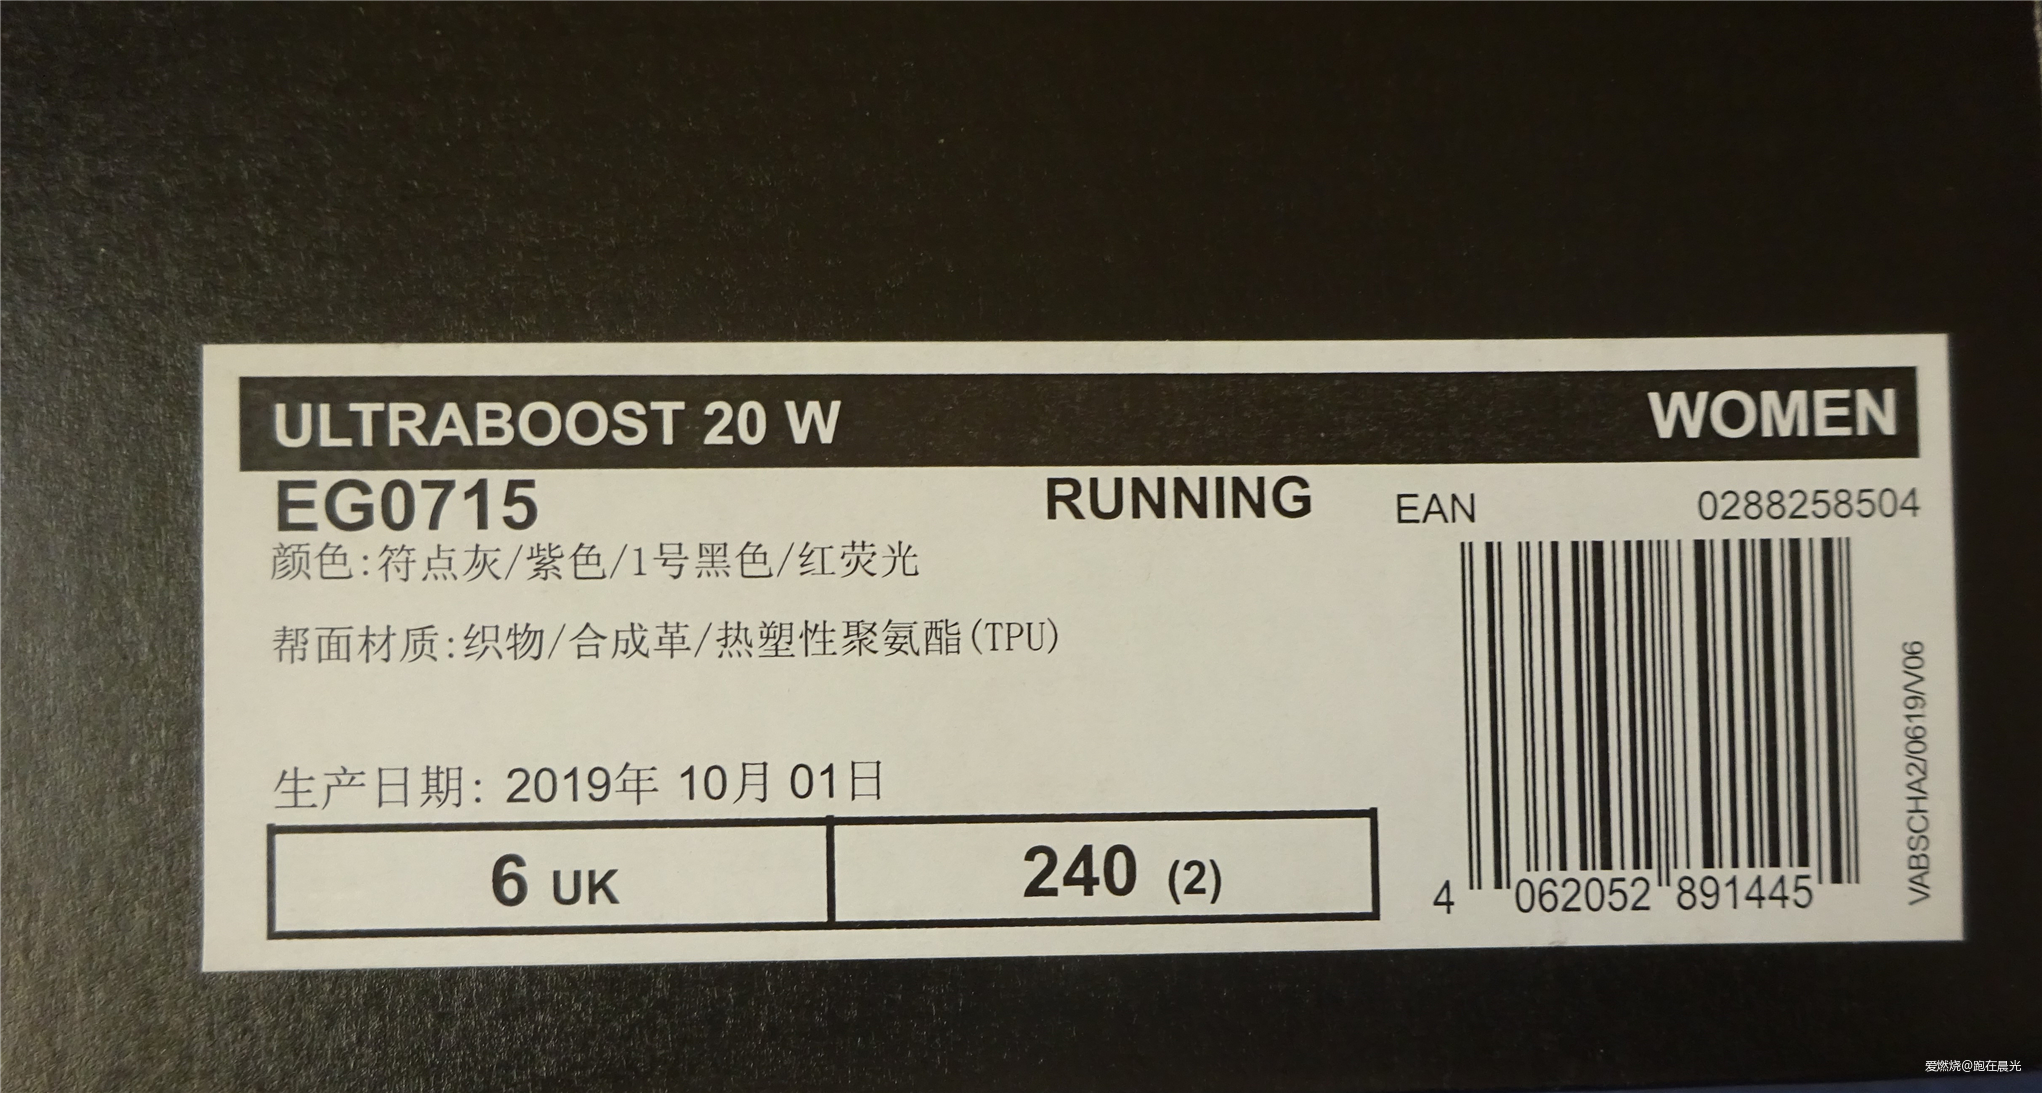 ULTRABOOST 20 W WOMEN
EG0715 RUNNING EAN 0288258504
颜色:符点灰/紫色/1号黑色/红荧光
帮面材质:织物/合成革/热塑性聚氨酯(TPU)
生产日期: 2019年 10月 01日
6 UK 240 (2)
4 062052 891445
VABSCHA2/0619/V06
爱燃烧@跑在晨光